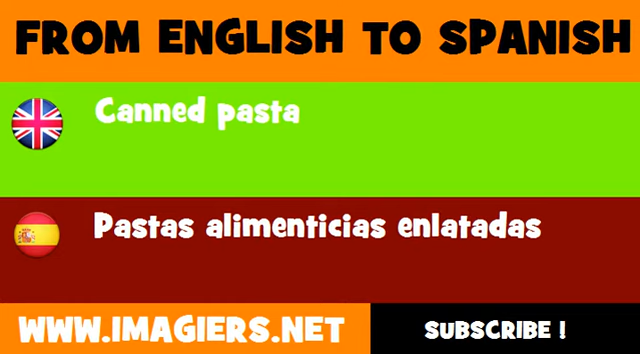 FROM ENGLISH TO SPANISH
Canned pasta
Pastas alimenticias enlatadas
WWW.IMAGIERS.NET
SUBSCRIBE !